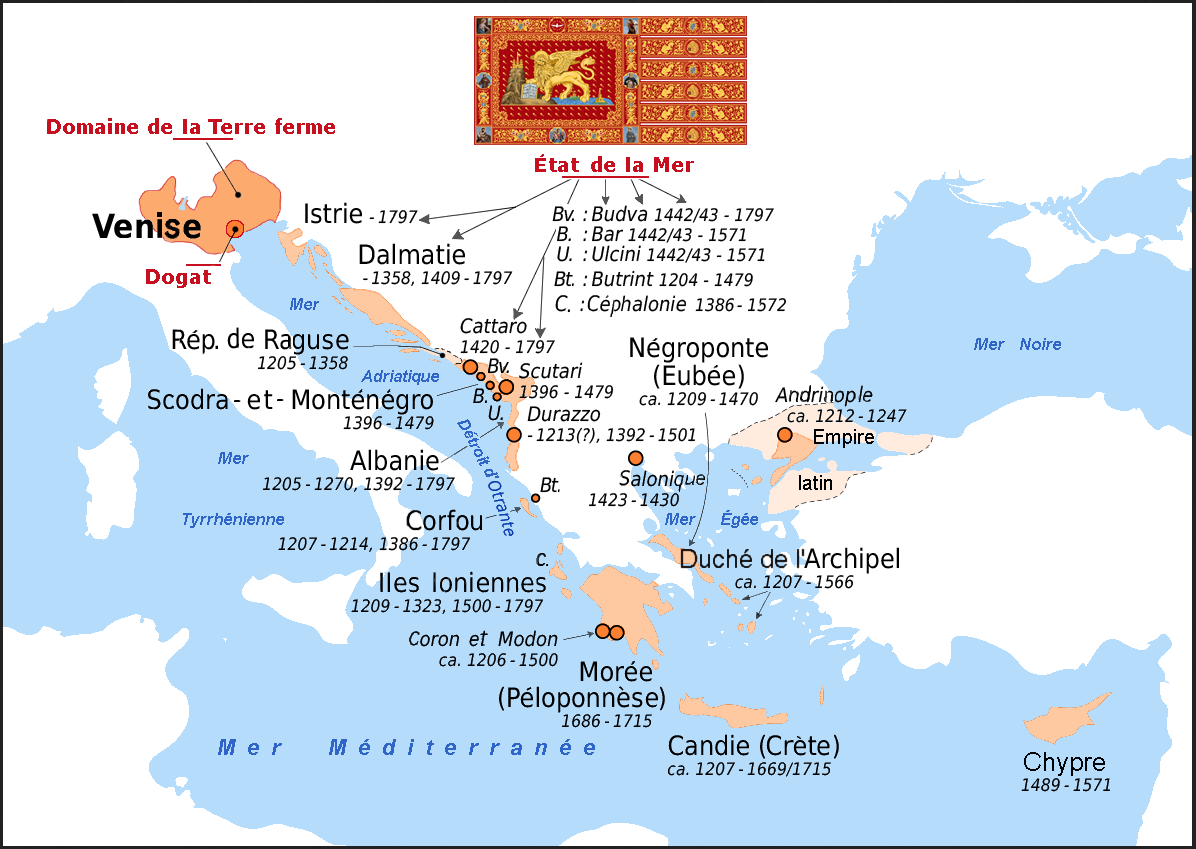 Domaine de la Terre ferme
État de la Mer
Venise
Dogat
Istrie - 1797
Dalmatie
- 1358, 1409 - 1797
Bv. : Budva 1442/43 - 1797
B. : Bar 1442/43 - 1571
U. : Ulcini 1442/43 - 1571
Bt. : Butrint 1204 - 1479
C. : Céphalonie 1386 - 1572
Mer
Adriatique
Rép. de Raguse
1205 - 1358
Cattaro
1420 - 1797
Bv.
B.
U.
Scutari
1396 - 1479
Scodra - et - Monténégro
1396 - 1479
Durazzo
- 1213(?), 1392 - 1501
Négroponte
(Eubée)
ca. 1209 - 1470
Mer Noire
Andrinople
ca. 1212 - 1247
Empire
latin
Albanie
1205 - 1270, 1392 - 1797
Détroit d'Otrante
Mer
Tyrrhénienne
Bt.
Salonique
1423 - 1430
Corfou
1207 - 1214, 1386 - 1797
Mer Égée
C.
Duché de l'Archipel
ca. 1207 - 1566
Iles Ioniennes
1209 - 1323, 1500 - 1797
Coron et Modon
ca. 1206 - 1500
Morée
(Péloponnèse)
1686 - 1715
Mer Méditerranée
Candie (Crète)
ca. 1207 - 1669/1715
Chypre
1489 - 1571